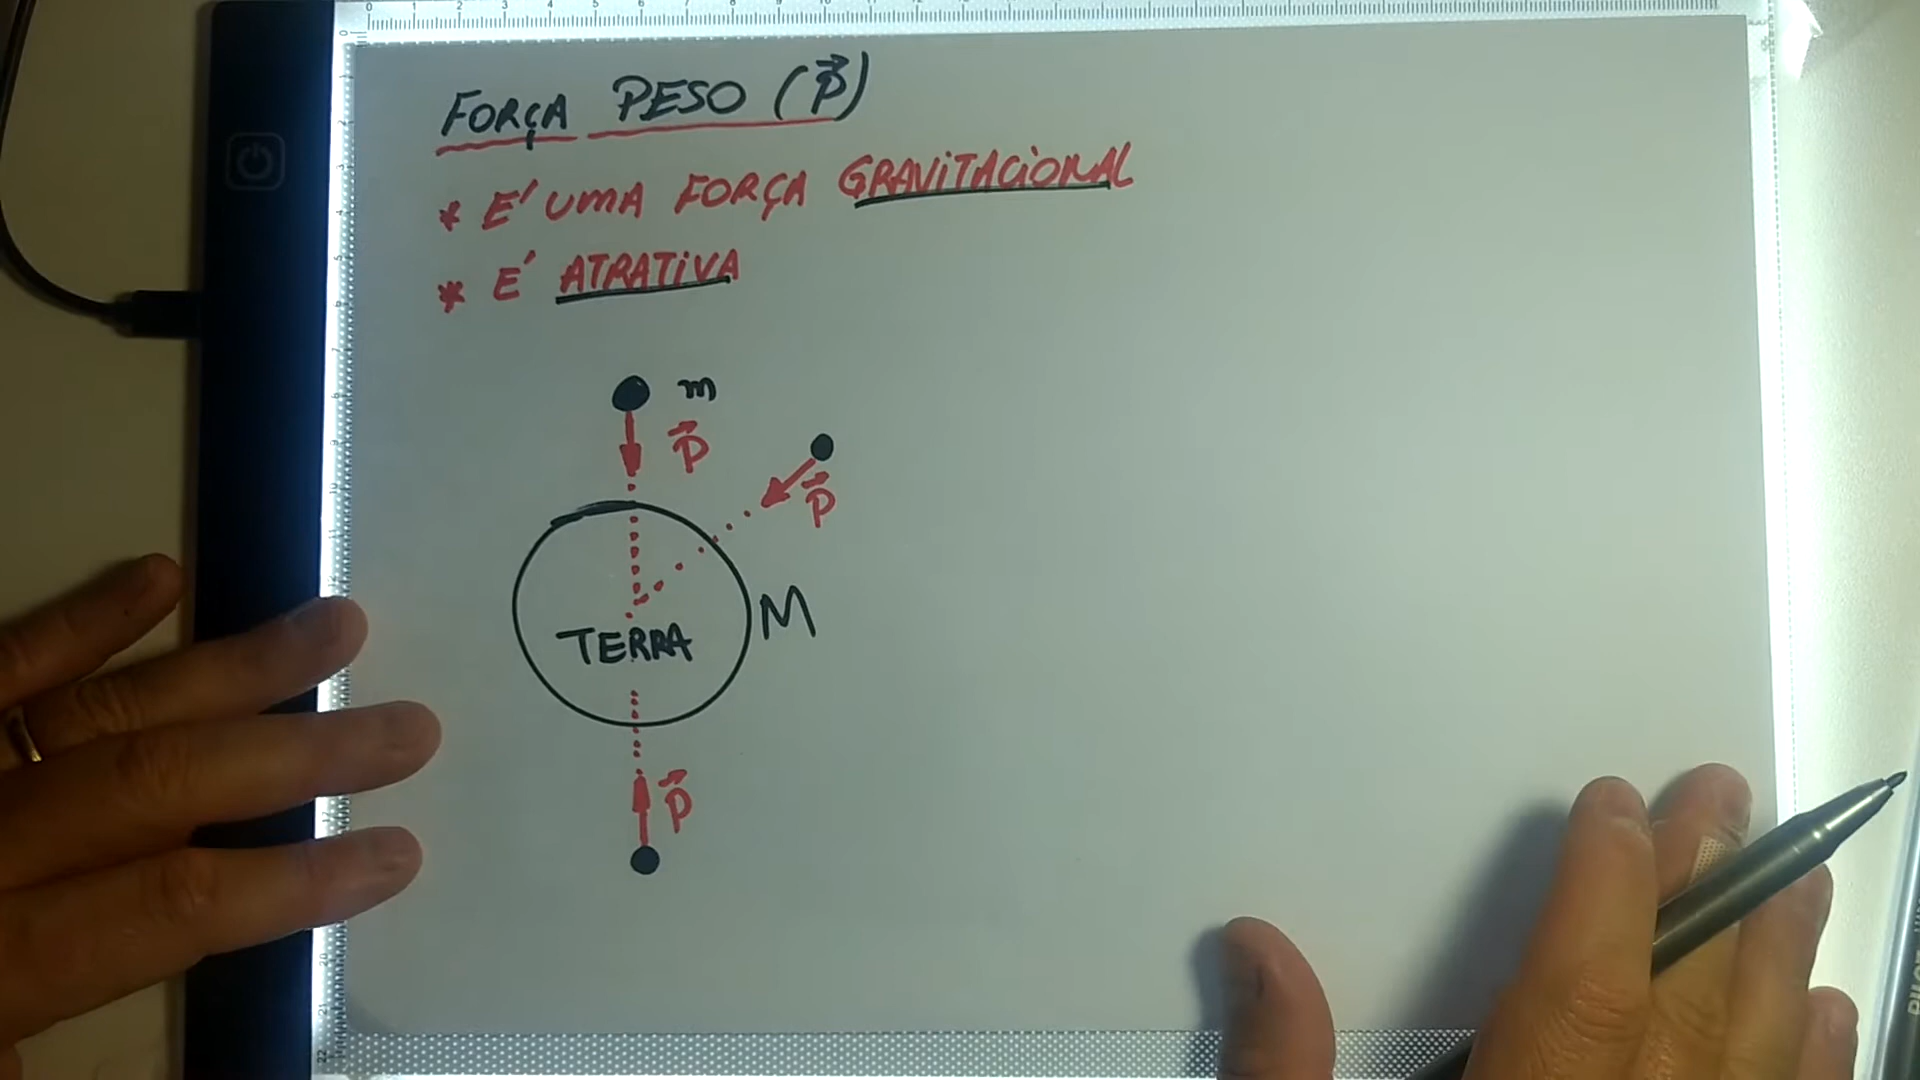 FORÇA PESO (P⃗)
* E' UMA FORÇA GRAVITACIONAL
* E' ATRATIVA
m
P⃗
P⃗
M
TERRA
P⃗